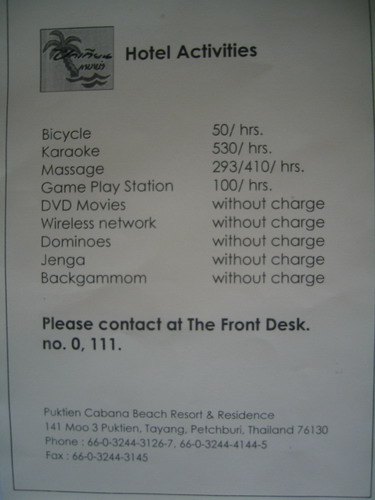 Hotel Activities
Bicycle 50/ hrs.
Karaoke 530/ hrs.
Massage 293/410/ hrs.
Game Play Station 100/ hrs.
DVD Movies without charge
Wireless network without charge
Dominoes without charge
Jenga without charge
Backgammom without charge
Please contact at The Front Desk.
no. 0, 111.
Puktien Cabana Beach Resort & Residence
141 Moo 3 Puktien, Tayang, Petchburi, Thailand 76130
Phone : 66-0-3244-3126-7, 66-0-3244-4144-5
Fax : 66-0-3244-3145